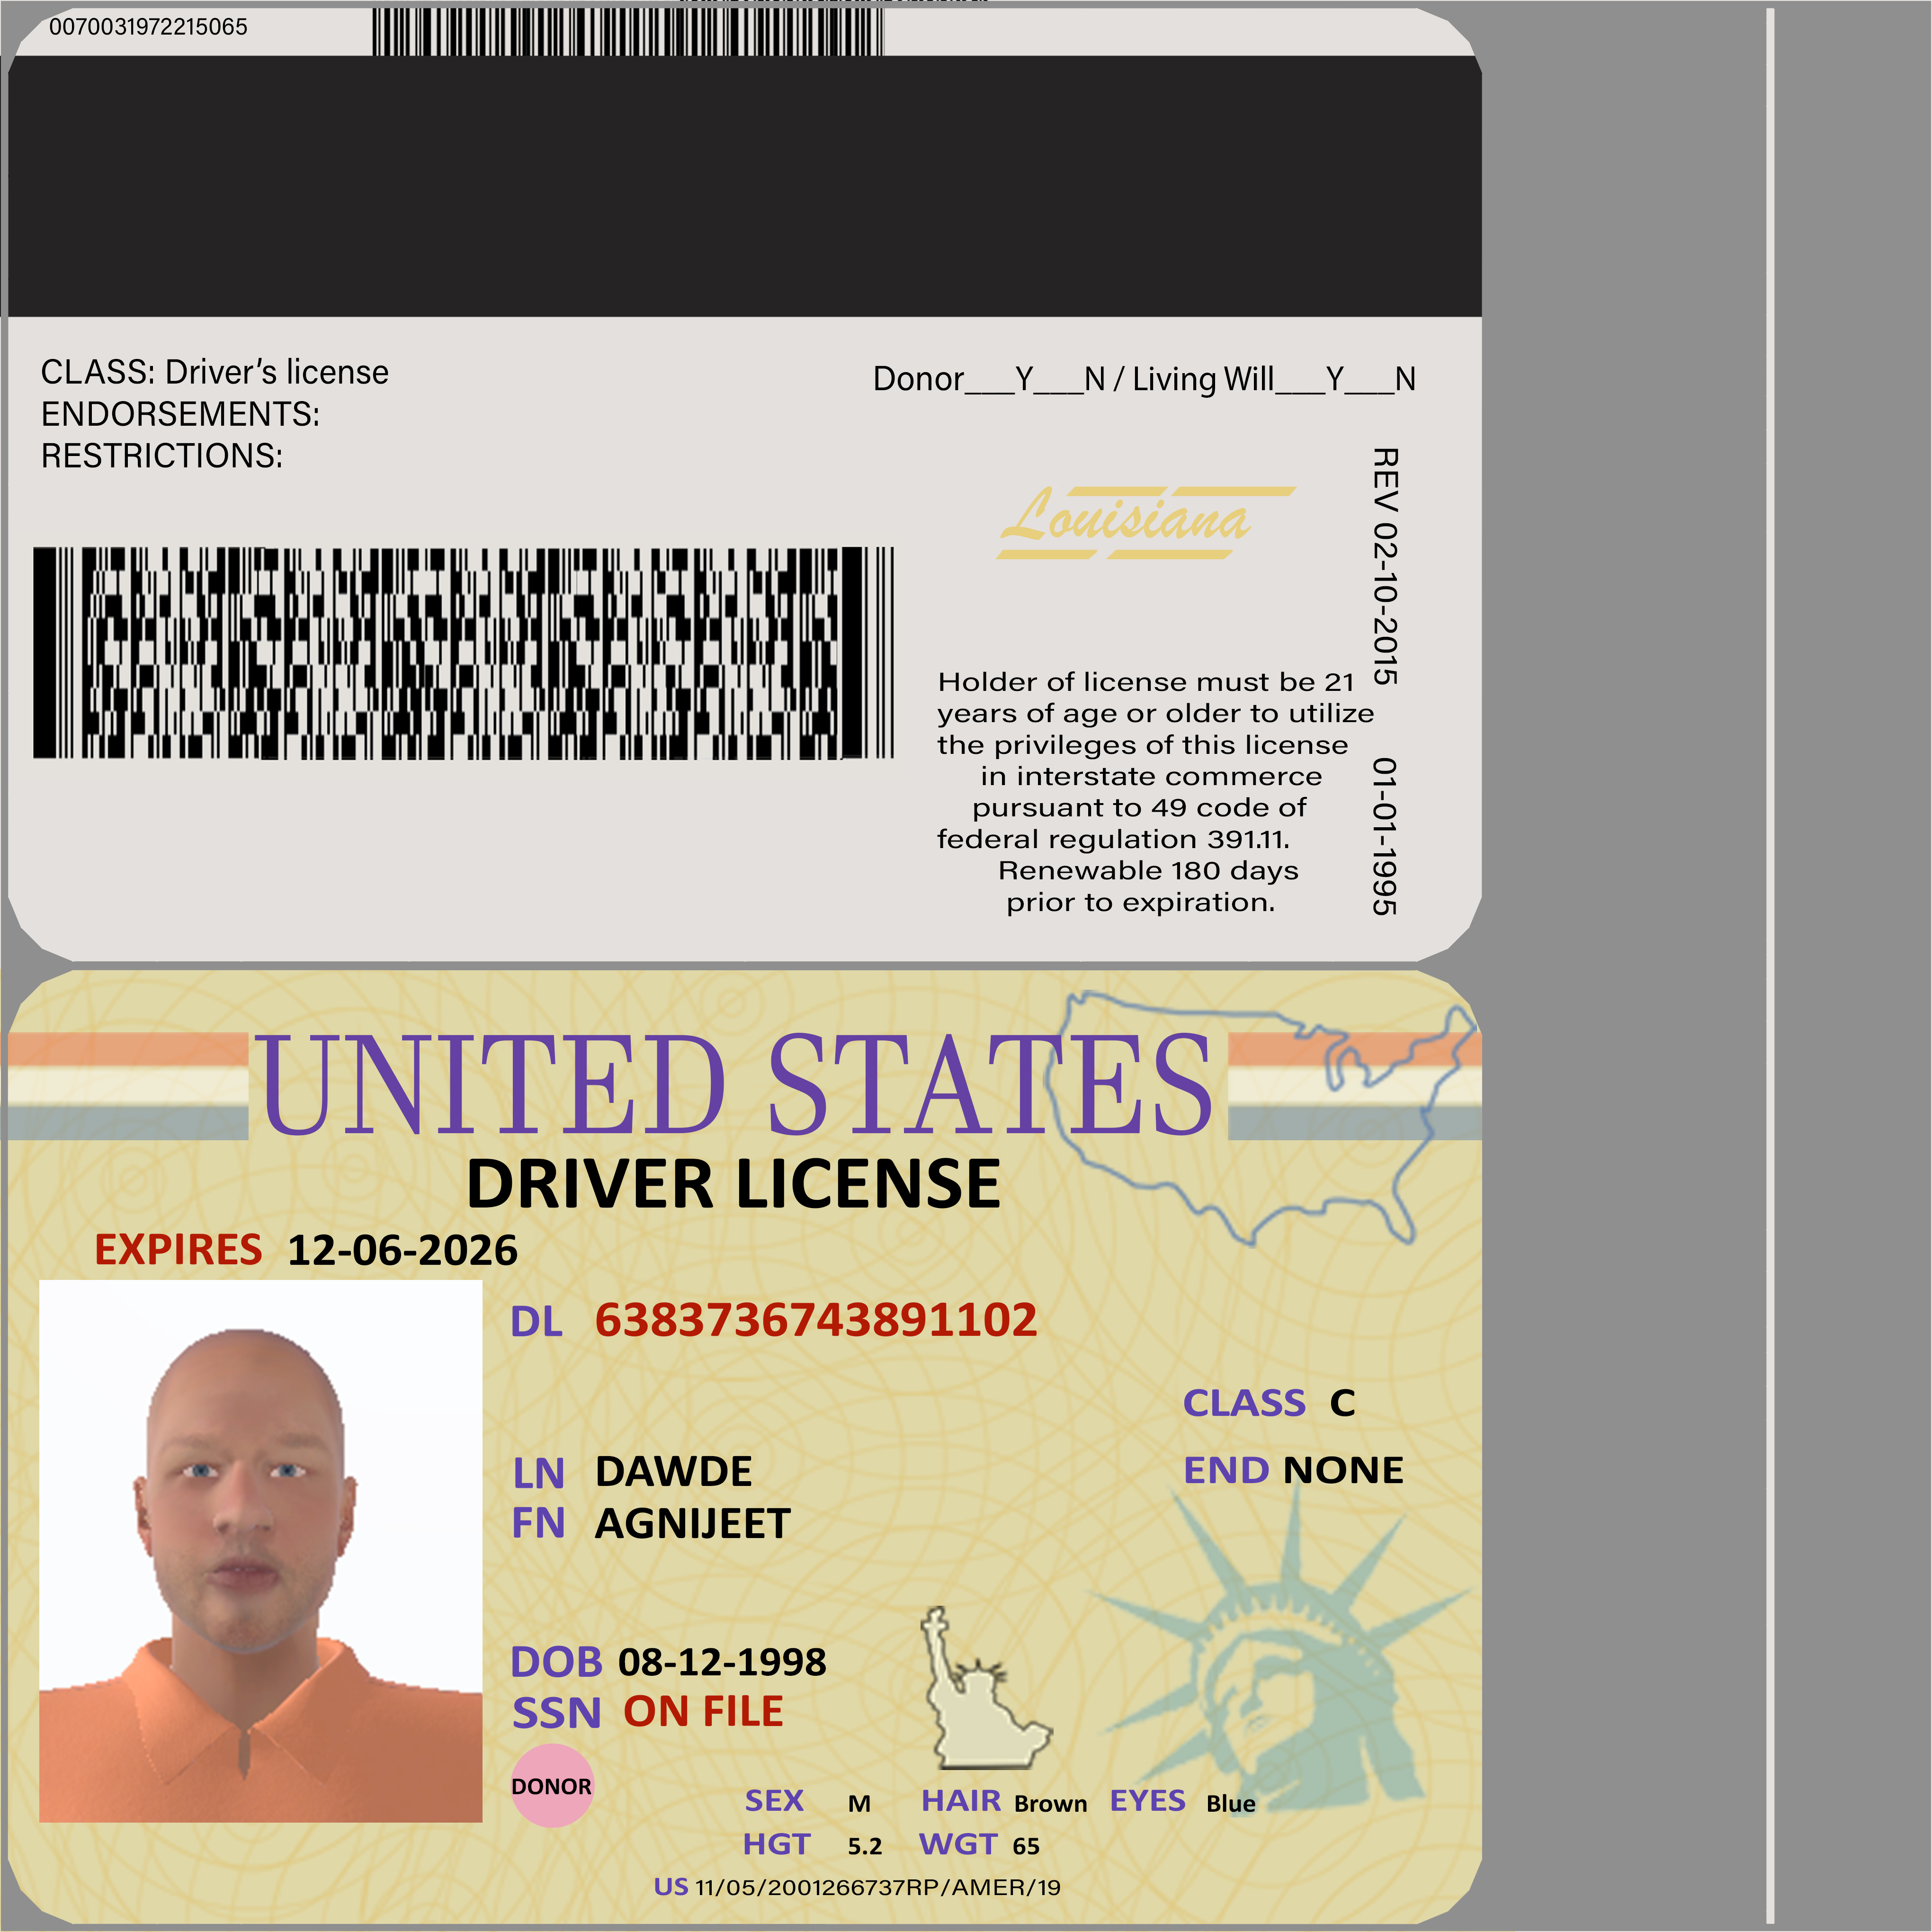 0070031972215065
CLASS: Driver's license
ENDORSEMENTS:
RESTRICTIONS:
Donor___Y___N / Living Will___Y___N
Louisiana
REV 02-10-2015 01-01-1995
Holder of license must be 21
years of age or older to utilize
the privileges of this license
in interstate commerce
pursuant to 49 code of
federal regulation 391.11.
Renewable 180 days
prior to expiration.
UNITED STATES
DRIVER LICENSE
EXPIRES 12-06-2026
DL 6383736743891102
CLASS C
END NONE
LN DAWDE
FN AGNIJEET
DOB 08-12-1998
SSN ON FILE
DONOR
SEX M HAIR Brown EYES Blue
HGT 5.2 WGT 65
US 11/05/2001266737RP/AMER/19